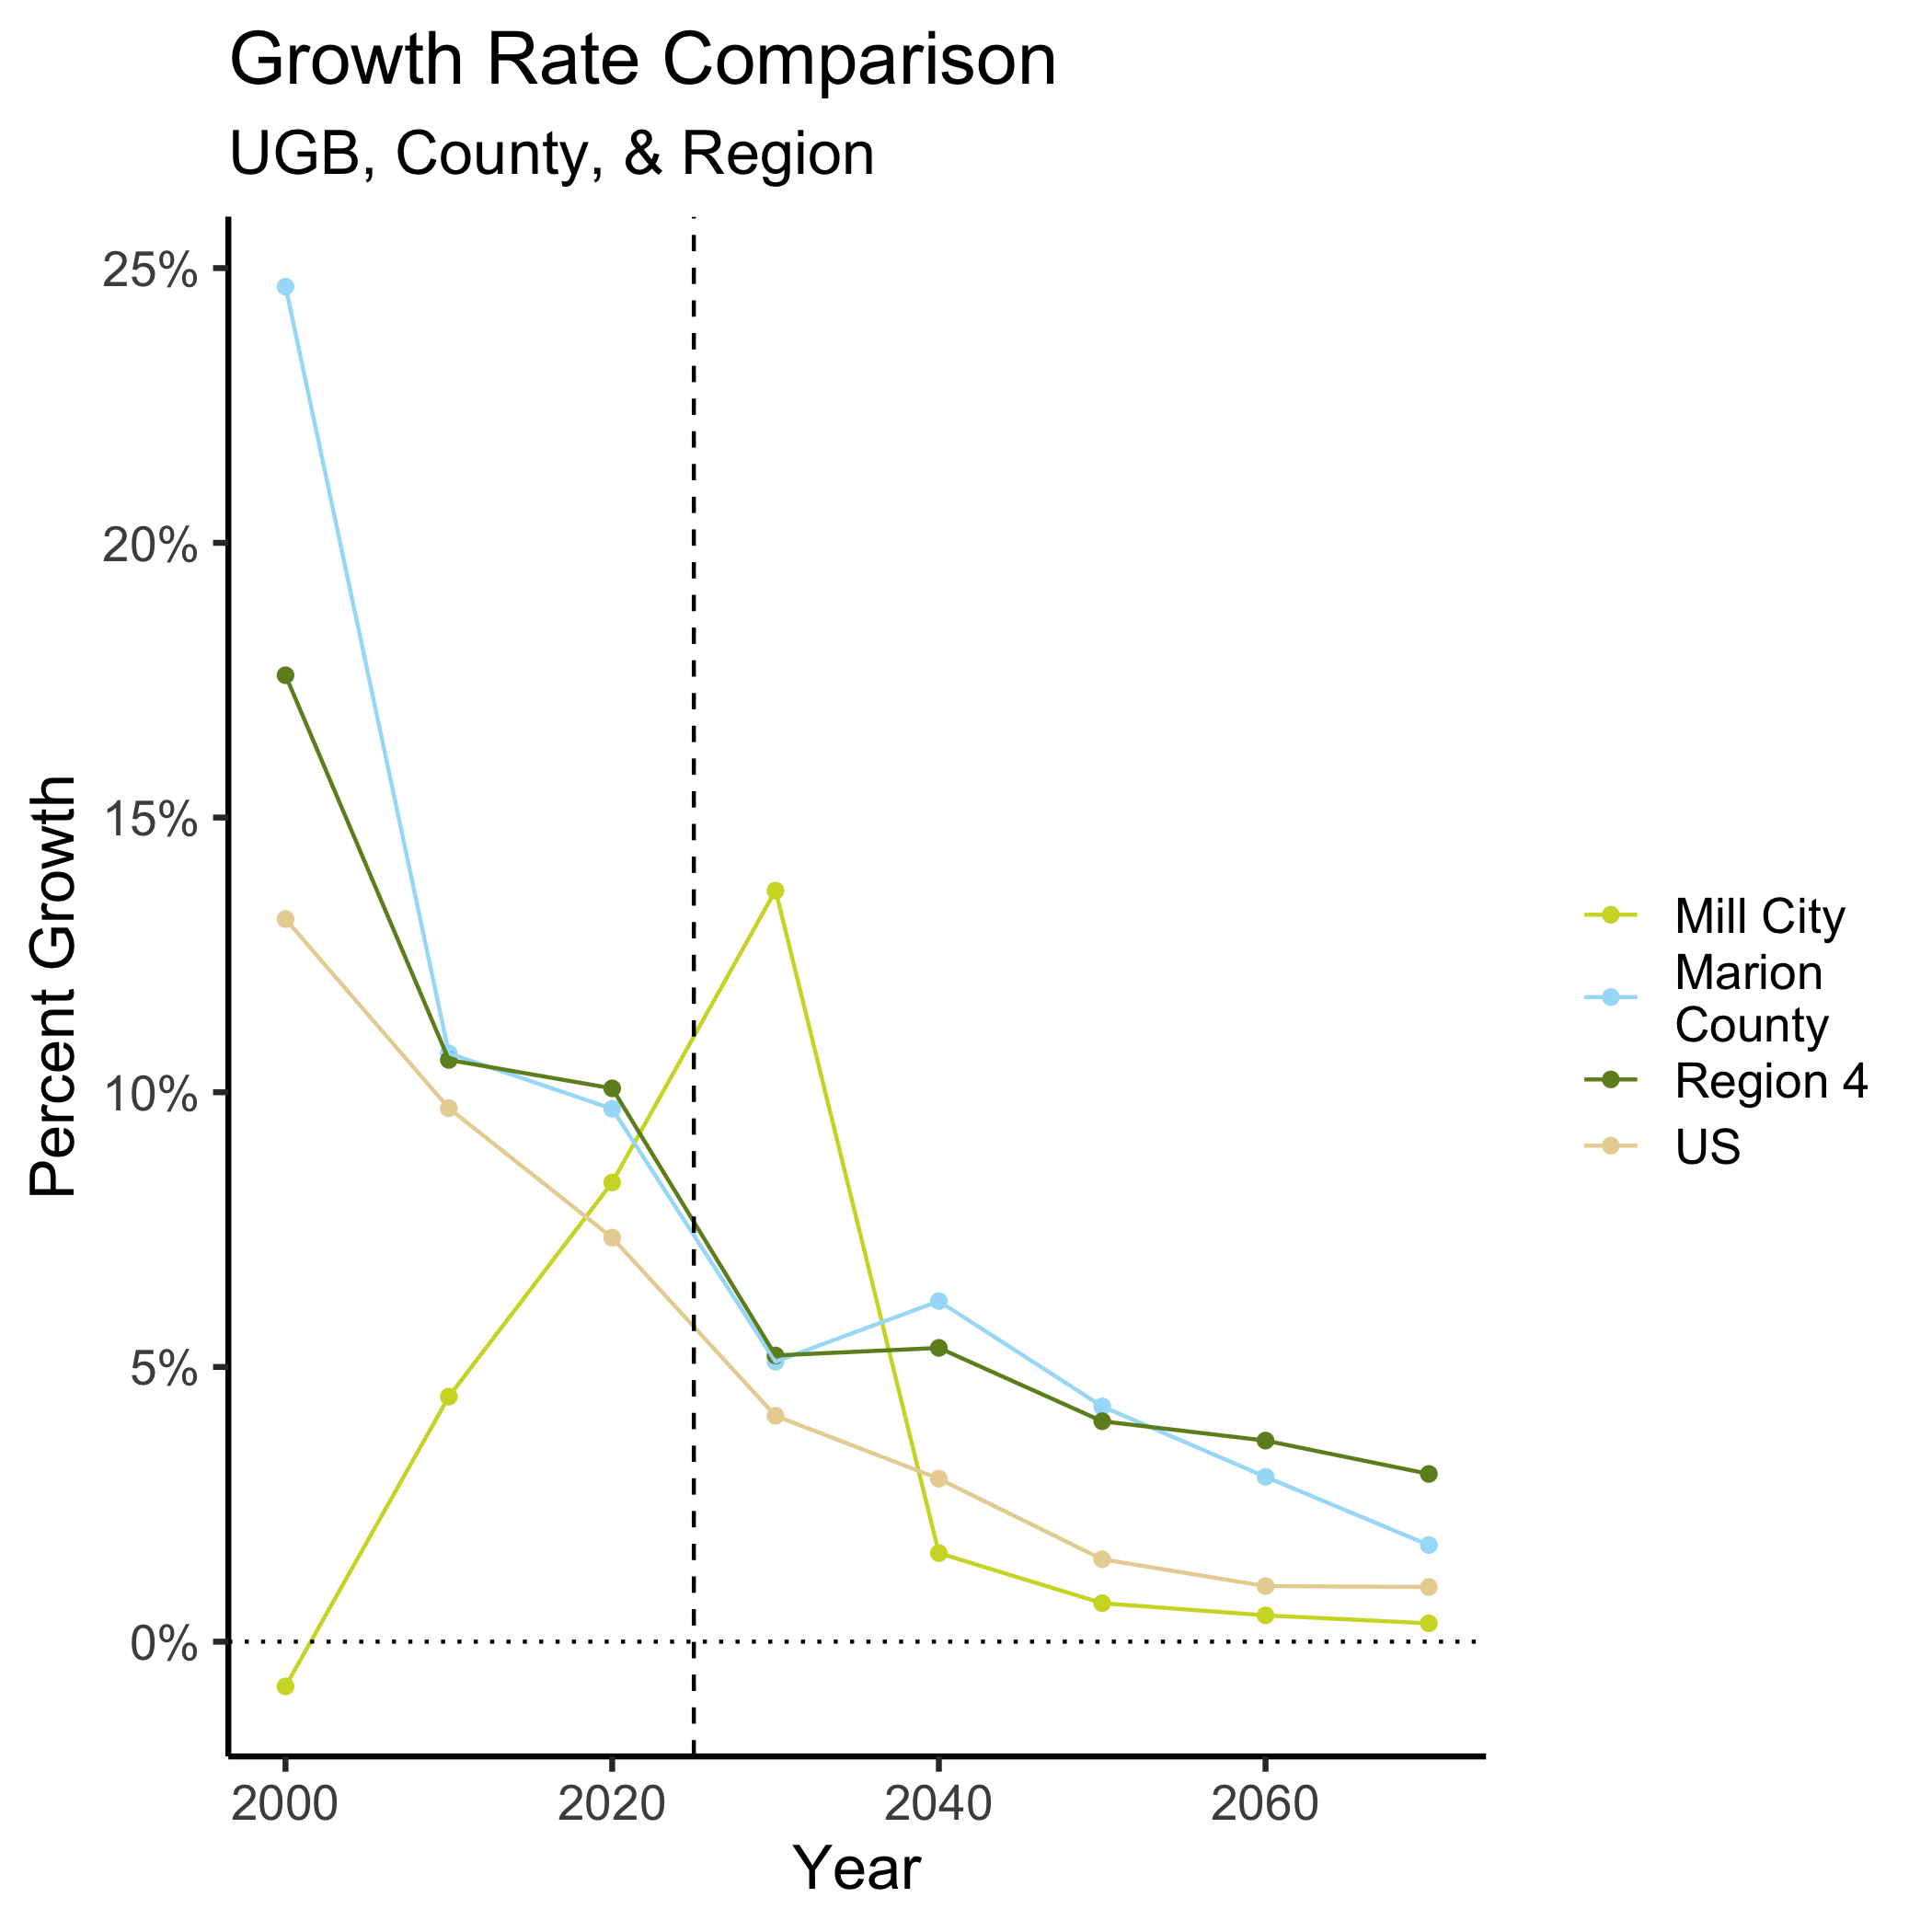 Growth Rate Comparison
UGB, County, & Region
25%
20%
15%
10%
5%
0%
Percent Growth
2000
2020
2040
2060
Year
Mill City
Marion
County
Region 4
US